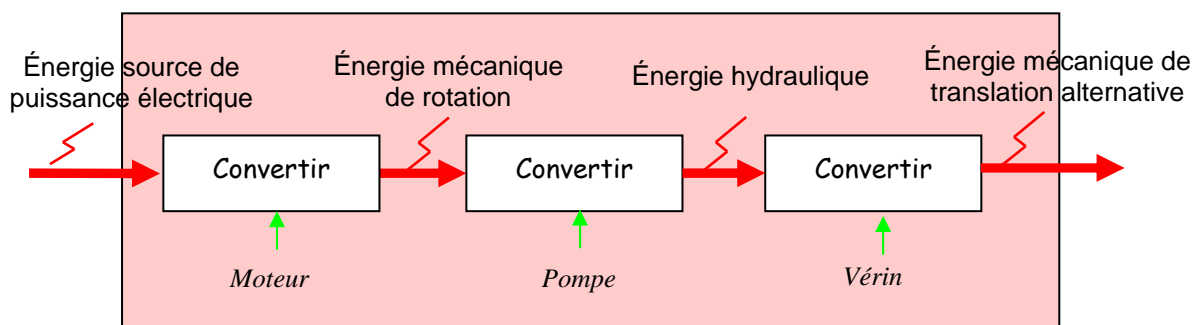 Énergie source de
puissance électrique
Énergie mécanique
de rotation
Énergie hydraulique
Énergie mécanique de
translation alternative
Convertir
Convertir
Convertir
Moteur
Pompe
Vérin